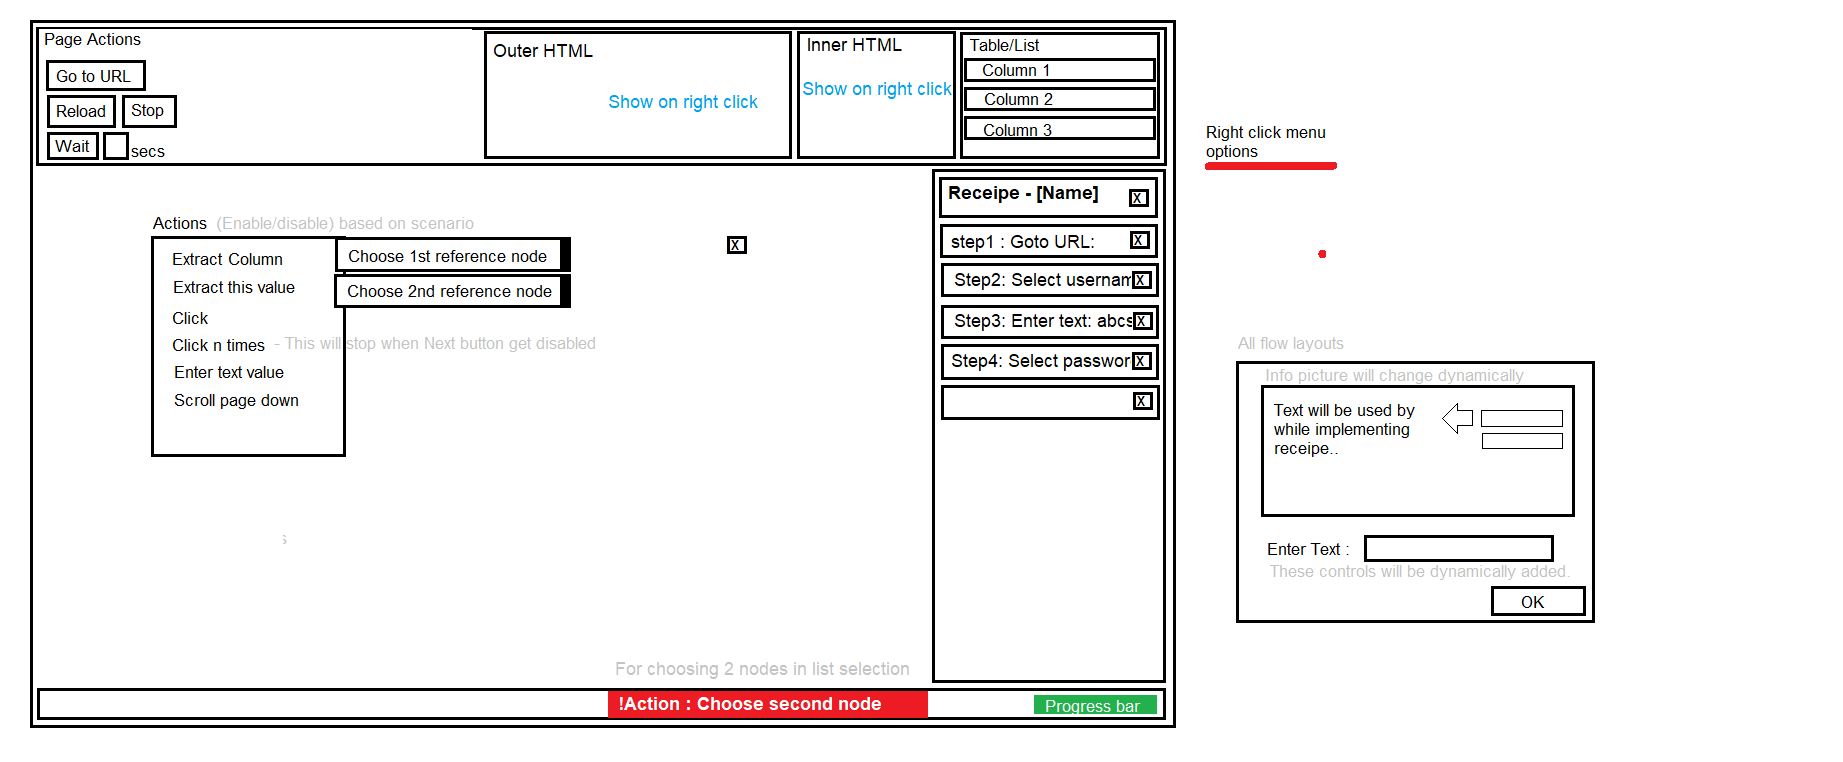 Page Actions
Go to URL
Reload
Stop
Wait
secs
Outer HTML
Show on right click
Inner HTML
Show on right click
Table/List
Column 1
Column 2
Column 3
Right click menu
options
Actions (Enable/disable) based on scenario
X
Extract Column
Choose 1st reference node
Extract this value
Choose 2nd reference node
Click
Click n times - This will stop when Next button get disabled
Enter text value
Scroll page down
s
Receipe - [Name] X
step1 : Goto URL: X
Step2: Select usernam X
Step3: Enter text: abcs X
Step4: Select passwor X
X
All flow layouts
Info picture will change dynamically
Text will be used by
while implementing
receipe..
Enter Text :
These controls will be dynamically added.
OK
For choosing 2 nodes in list selection
!Action : Choose second node
Progress bar